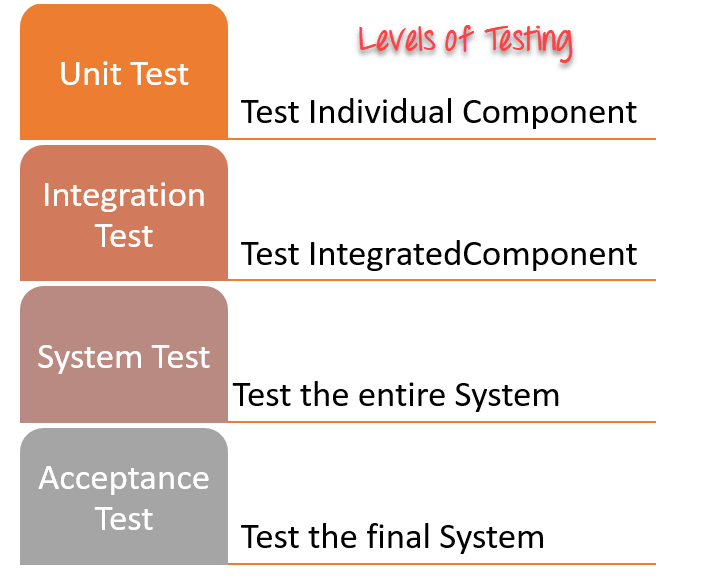 Levels of Testing
Unit Test
Test Individual Component
Integration
Test
Test IntegratedComponent
System Test
Test the entire System
Acceptance
Test
Test the final System